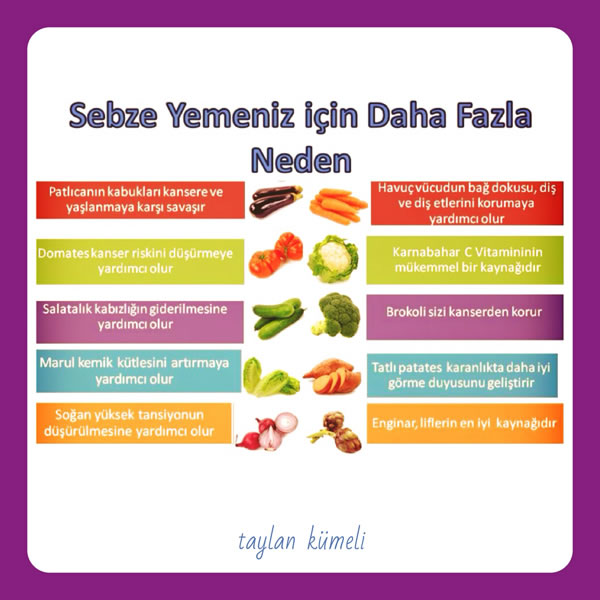 Sebze Yemeniz için Daha Fazla
Neden
Patlıcanın kabukları kansere ve
yaşlanmaya karşı savaşır
Havuç vücudun bağ dokusu, diş
ve diş etlerini korumaya
yardımcı olur
Domates kanser riskini düşürmeye
yardımcı olur
Karnabahar C Vitamininin
mükemmel bir kaynağıdır
Salatalık kabızlığın giderilmesine
yardımcı olur
Brokoli sizi kanserden korur
Marul kemik kütlesini artırmaya
yardımcı olur
Tatlı patates karanlıkta daha iyi
görme duyusunu geliştirir
Soğan yüksek tansiyonun
düşürülmesine yardımcı olur
Enginar, liflerin en iyi kaynağıdır
taylan kümeli